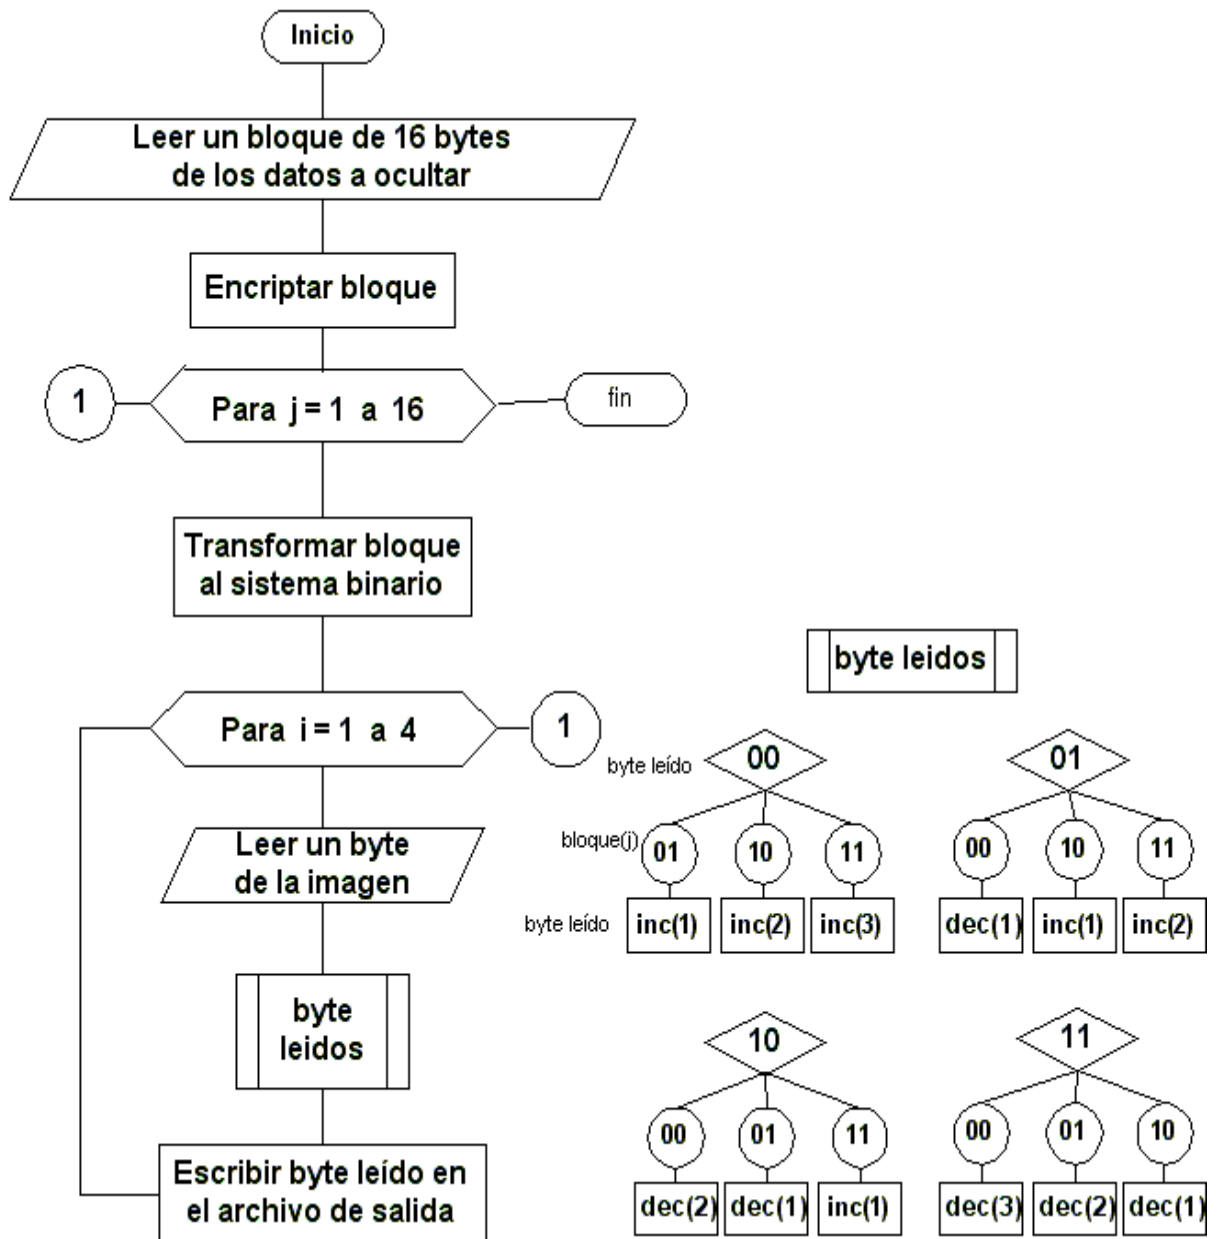 Inicio
Leer un bloque de 16 bytes
de los datos a ocultar
Encriptar bloque
1
Para j = 1 a 16
fin
Transformar bloque
al sistema binario
Para i = 1 a 4
1
Leer un byte
de la imagen
byte
leidos
Escribir byte leído en
el archivo de salida
byte leidos
byte leído
00
01
bloque(j)
01
10
11
00
10
11
byte leído
inc(1)
inc(2)
inc(3)
dec(1)
inc(1)
inc(2)
10
11
00
01
11
00
01
10
dec(2)
dec(1)
inc(1)
dec(3)
dec(2)
dec(1)